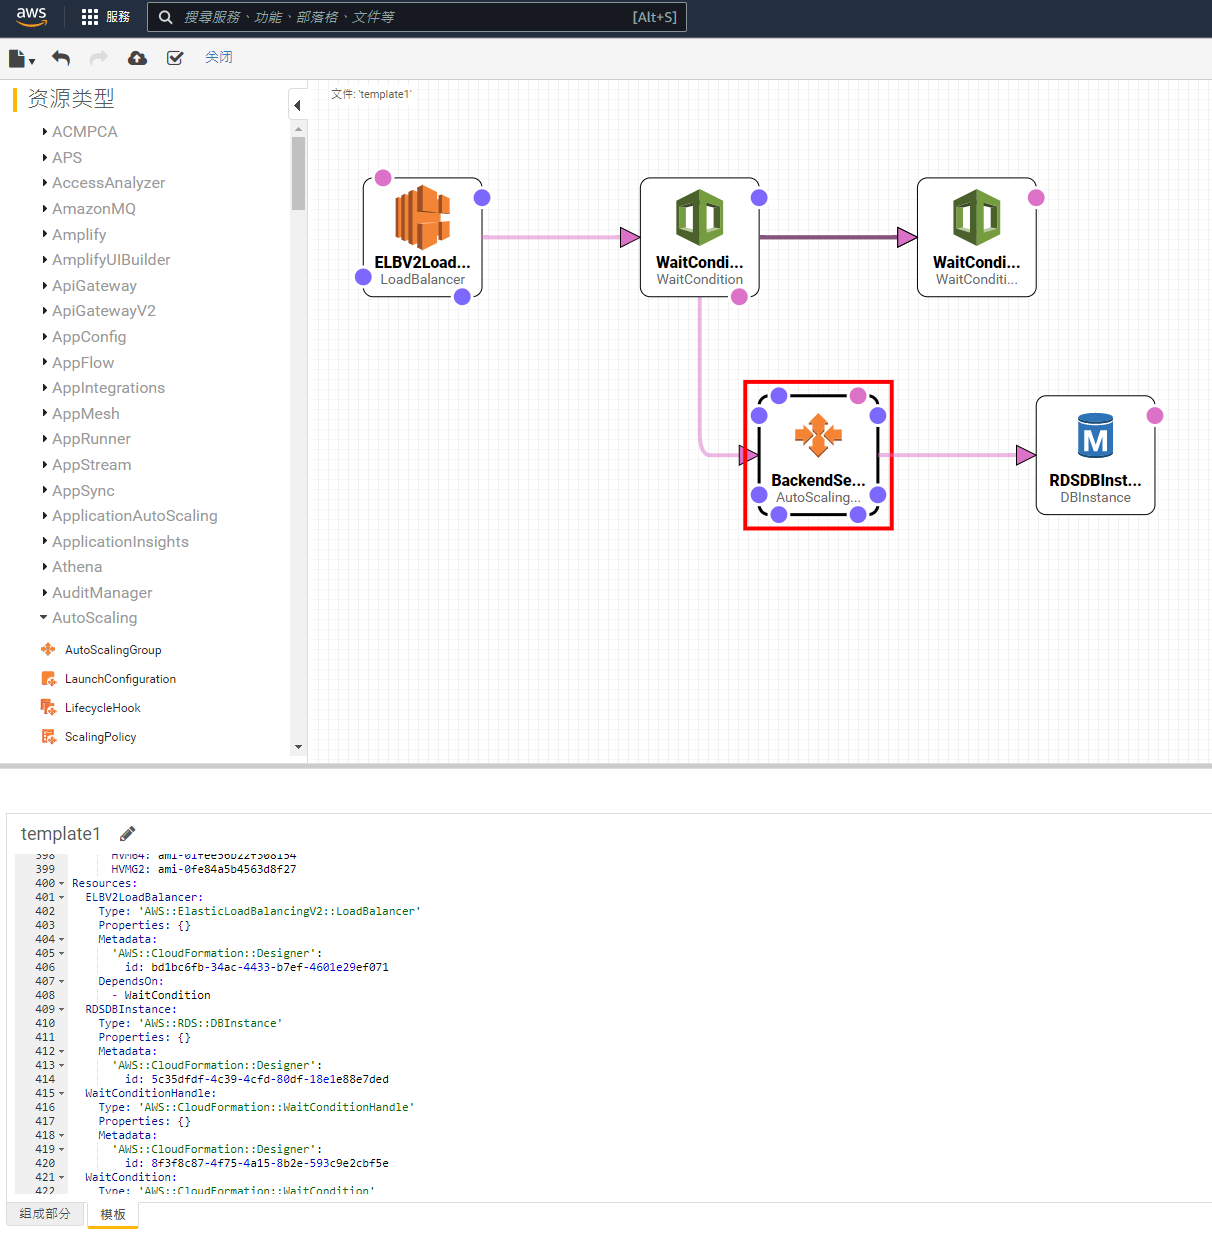 aws
服務
搜尋服務、功能、部落格、文件等
[Alt+S]
关闭
资源类型
ACMPCA
APS
AccessAnalyzer
AmazonMQ
Amplify
AmplifyUIBuilder
ApiGateway
ApiGatewayV2
AppConfig
AppFlow
AppIntegrations
AppMesh
AppRunner
AppStream
AppSync
ApplicationAutoScaling
ApplicationInsights
Athena
AuditManager
AutoScaling
AutoScalingGroup
LaunchConfiguration
LifecycleHook
ScalingPolicy
文件: 'template1'
ELBV2Load...
LoadBalancer
WaitCondi...
WaitCondition
WaitCondi...
WaitConditi...
BackendSe...
AutoScaling...
M
RDSDBInst...
DBInstance
template1
398 HVM64: ami-01fee56b22f308154
399 HVMG2: ami-0fe84a5b4563d8f27
400 Resources:
401 ELBV2LoadBalancer:
402 Type: 'AWS::ElasticLoadBalancingV2::LoadBalancer'
403 Properties: {}
404 Metadata:
405 'AWS::CloudFormation::Designer':
406 id: bd1bc6fb-34ac-4433-b7ef-4601e29ef071
407 DependsOn:
408 - WaitCondition
409 RDSDBInstance:
410 Type: 'AWS::RDS::DBInstance'
411 Properties: {}
412 Metadata:
413 'AWS::CloudFormation::Designer':
414 id: 5c35dfdf-4c39-4cfd-80df-18e1e88e7ded
415 WaitConditionHandle:
416 Type: 'AWS::CloudFormation::WaitConditionHandle'
417 Properties: {}
418 Metadata:
419 'AWS::CloudFormation::Designer':
420 id: 8f3f8c87-4f75-4a15-8b2e-593c9e2cbf5e
421 WaitCondition:
422 Type: 'AWS::CloudFormation::WaitCondition'
组成部分
模板